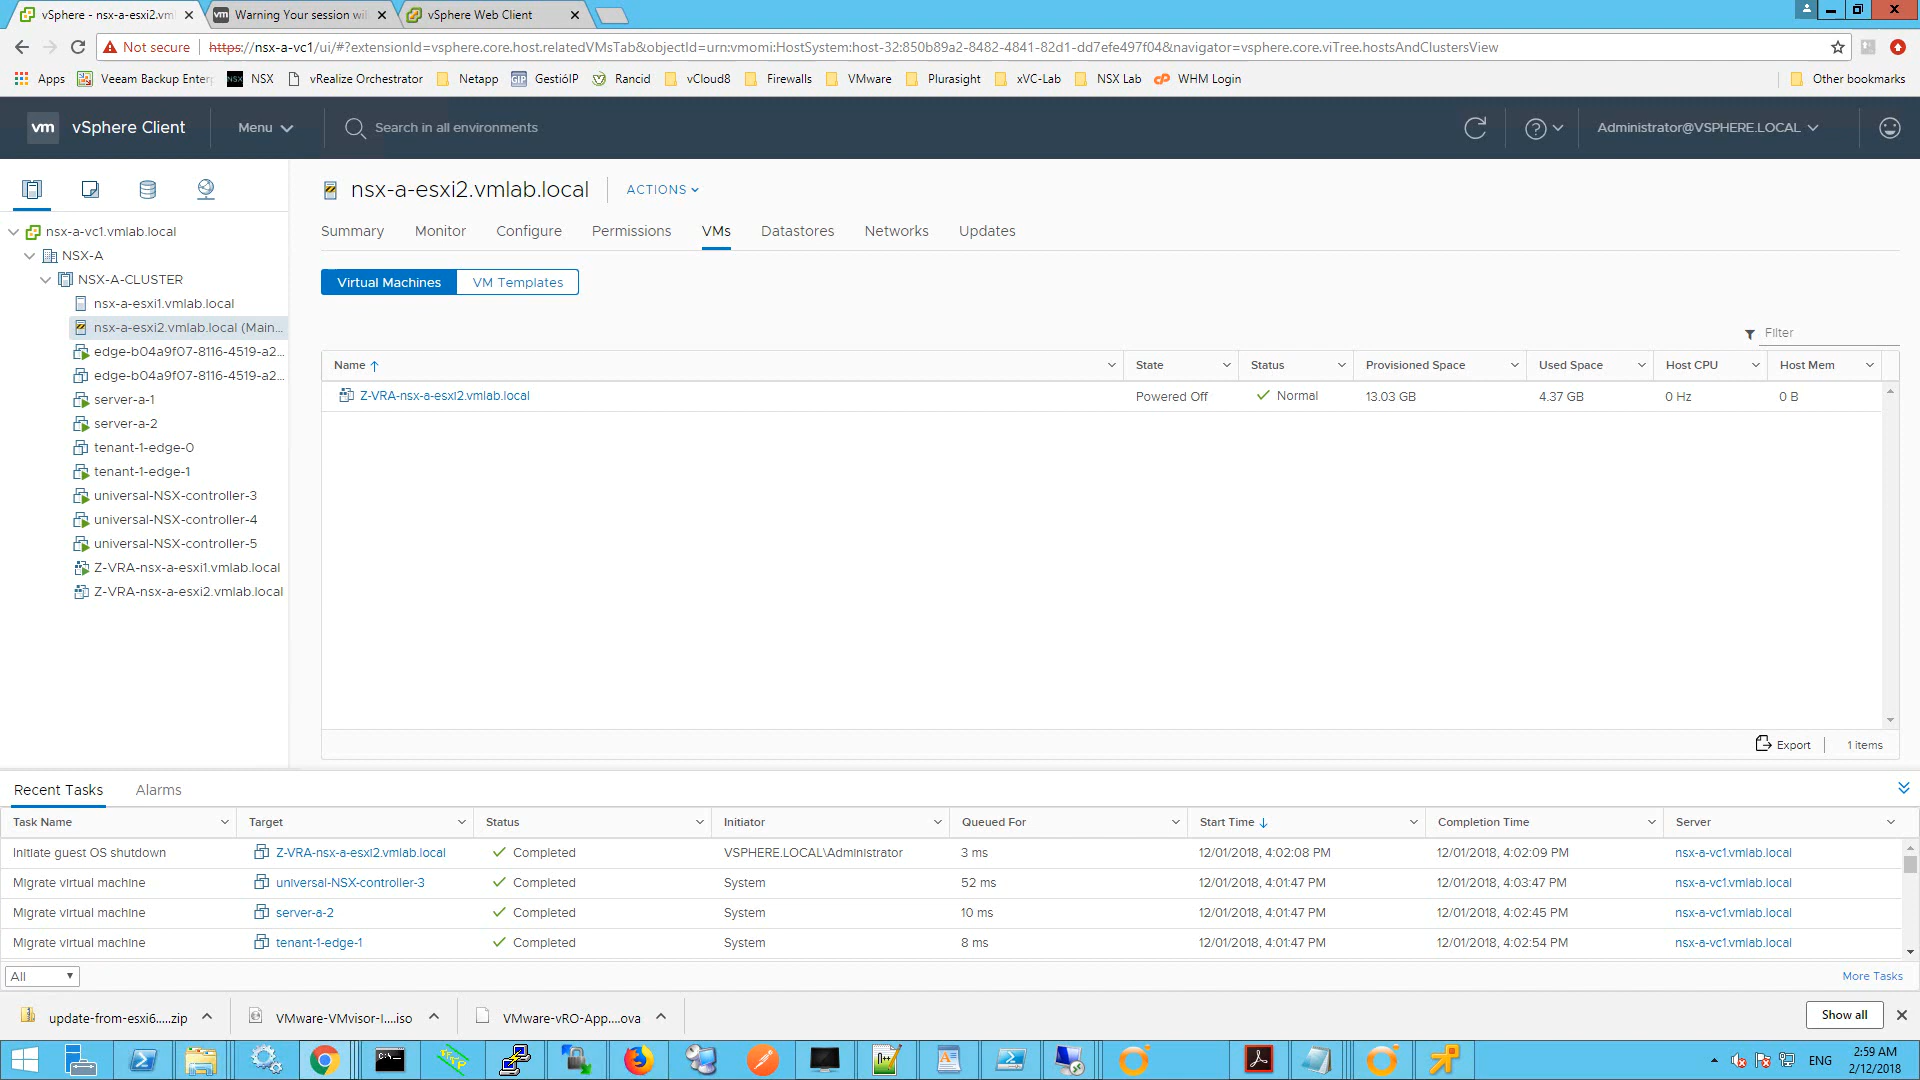 vSphere - nsx-a-esxi2.vml
Warning Your session wil
vSphere Web Client
Not secure
https://nsx-a-vc1/ui/#?extensionId=vsphere.core.host.relatedVMsTab&objectId=urn:vmomi:HostSystem:host-32:850b89a2-8482-4841-82d1-dd7efe497f04&navigator=vsphere.core.viTree.hostsAndClustersView
Apps
Veeam Backup Enter
NSX
vRealize Orchestrator
Netapp
GestióIP
Rancid
vCloud8
Firewalls
VMware
Plurasight
xVC-Lab
NSX Lab
WHM Login
Other bookmarks
vm
vSphere Client
Menu
Search in all environments
Administrator@VSPHERE.LOCAL
nsx-a-vc1.vmlab.local
NSX-A
NSX-A-CLUSTER
nsx-a-esxi1.vmlab.local
nsx-a-esxi2.vmlab.local (Main...
edge-b04a9f07-8116-4519-a2...
edge-b04a9f07-8116-4519-a2...
server-a-1
server-a-2
tenant-1-edge-0
tenant-1-edge-1
universal-NSX-controller-3
universal-NSX-controller-4
universal-NSX-controller-5
Z-VRA-nsx-a-esxi1.vmlab.local
Z-VRA-nsx-a-esxi2.vmlab.local
nsx-a-esxi2.vmlab.local
ACTIONS
Summary
Monitor
Configure
Permissions
VMs
Datastores
Networks
Updates
Virtual Machines
VM Templates
Filter
Name
State
Status
Provisioned Space
Used Space
Host CPU
Host Mem
Z-VRA-nsx-a-esxi2.vmlab.local
Powered Off
Normal
13.03 GB
4.37 GB
0 Hz
0 B
Export
1 items
Recent Tasks
Alarms
Task Name
Target
Status
Initiator
Queued For
Start Time
Completion Time
Server
Initiate guest OS shutdown
Z-VRA-nsx-a-esxi2.vmlab.local
Completed
VSPHERE.LOCAL\Administrator
3 ms
12/01/2018, 4:02:08 PM
12/01/2018, 4:02:09 PM
nsx-a-vc1.vmlab.local
Migrate virtual machine
universal-NSX-controller-3
Completed
System
52 ms
12/01/2018, 4:01:47 PM
12/01/2018, 4:03:47 PM
nsx-a-vc1.vmlab.local
Migrate virtual machine
server-a-2
Completed
System
10 ms
12/01/2018, 4:01:47 PM
12/01/2018, 4:02:45 PM
nsx-a-vc1.vmlab.local
Migrate virtual machine
tenant-1-edge-1
Completed
System
8 ms
12/01/2018, 4:01:47 PM
12/01/2018, 4:02:54 PM
nsx-a-vc1.vmlab.local
All
More Tasks
update-from-esxi6.....zip
VMware-VMvisor-I....iso
VMware-vRO-App....ova
Show all
ENG
2:59 AM
2/12/2018